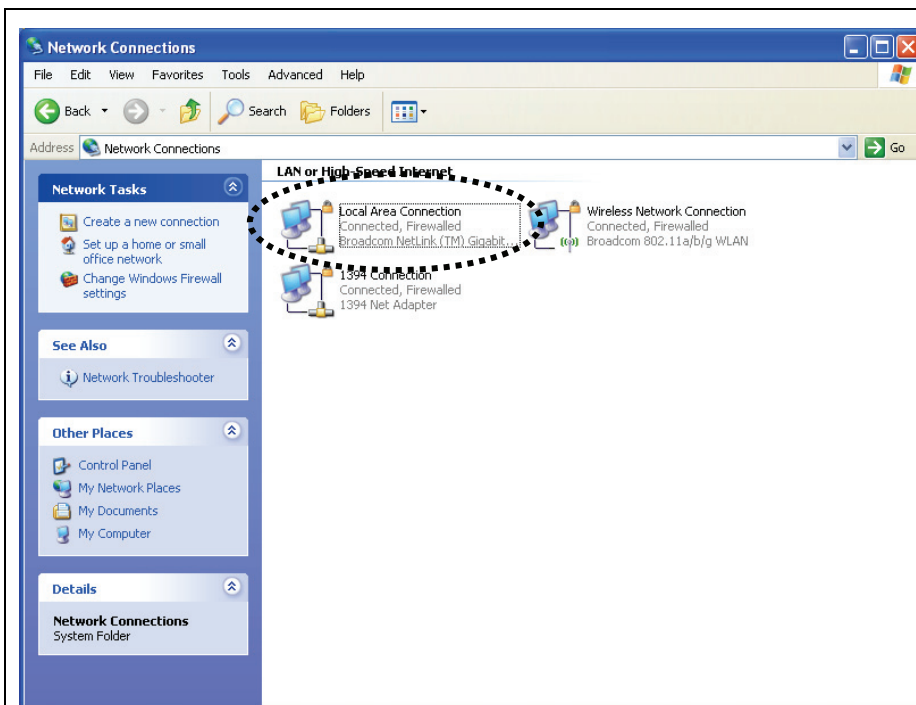 Network Connections
File Edit View Favorites Tools Advanced Help
Back Search Folders
Address Network Connections Go
Network Tasks
Create a new connection
Set up a home or small
office network
Change Windows Firewall
settings
See Also
Network Troubleshooter
Other Places
Control Panel
My Network Places
My Documents
My Computer
Details
Network Connections
System Folder
LAN or High-Speed Internet
Local Area Connection
Connected, Firewalled
Broadcom NetLink (TM) Gigabit...
Wireless Network Connection
Connected, Firewalled
Broadcom 802.11a/b/g WLAN
1394 Connection
Connected, Firewalled
1394 Net Adapter